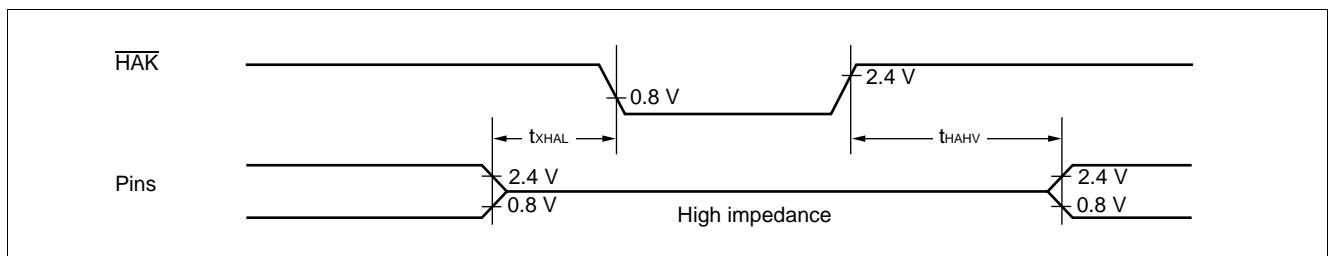 HAK
2.4 V
0.8 V
tXHAL
tHAHV
Pins
2.4 V
2.4 V
0.8 V
0.8 V
High impedance